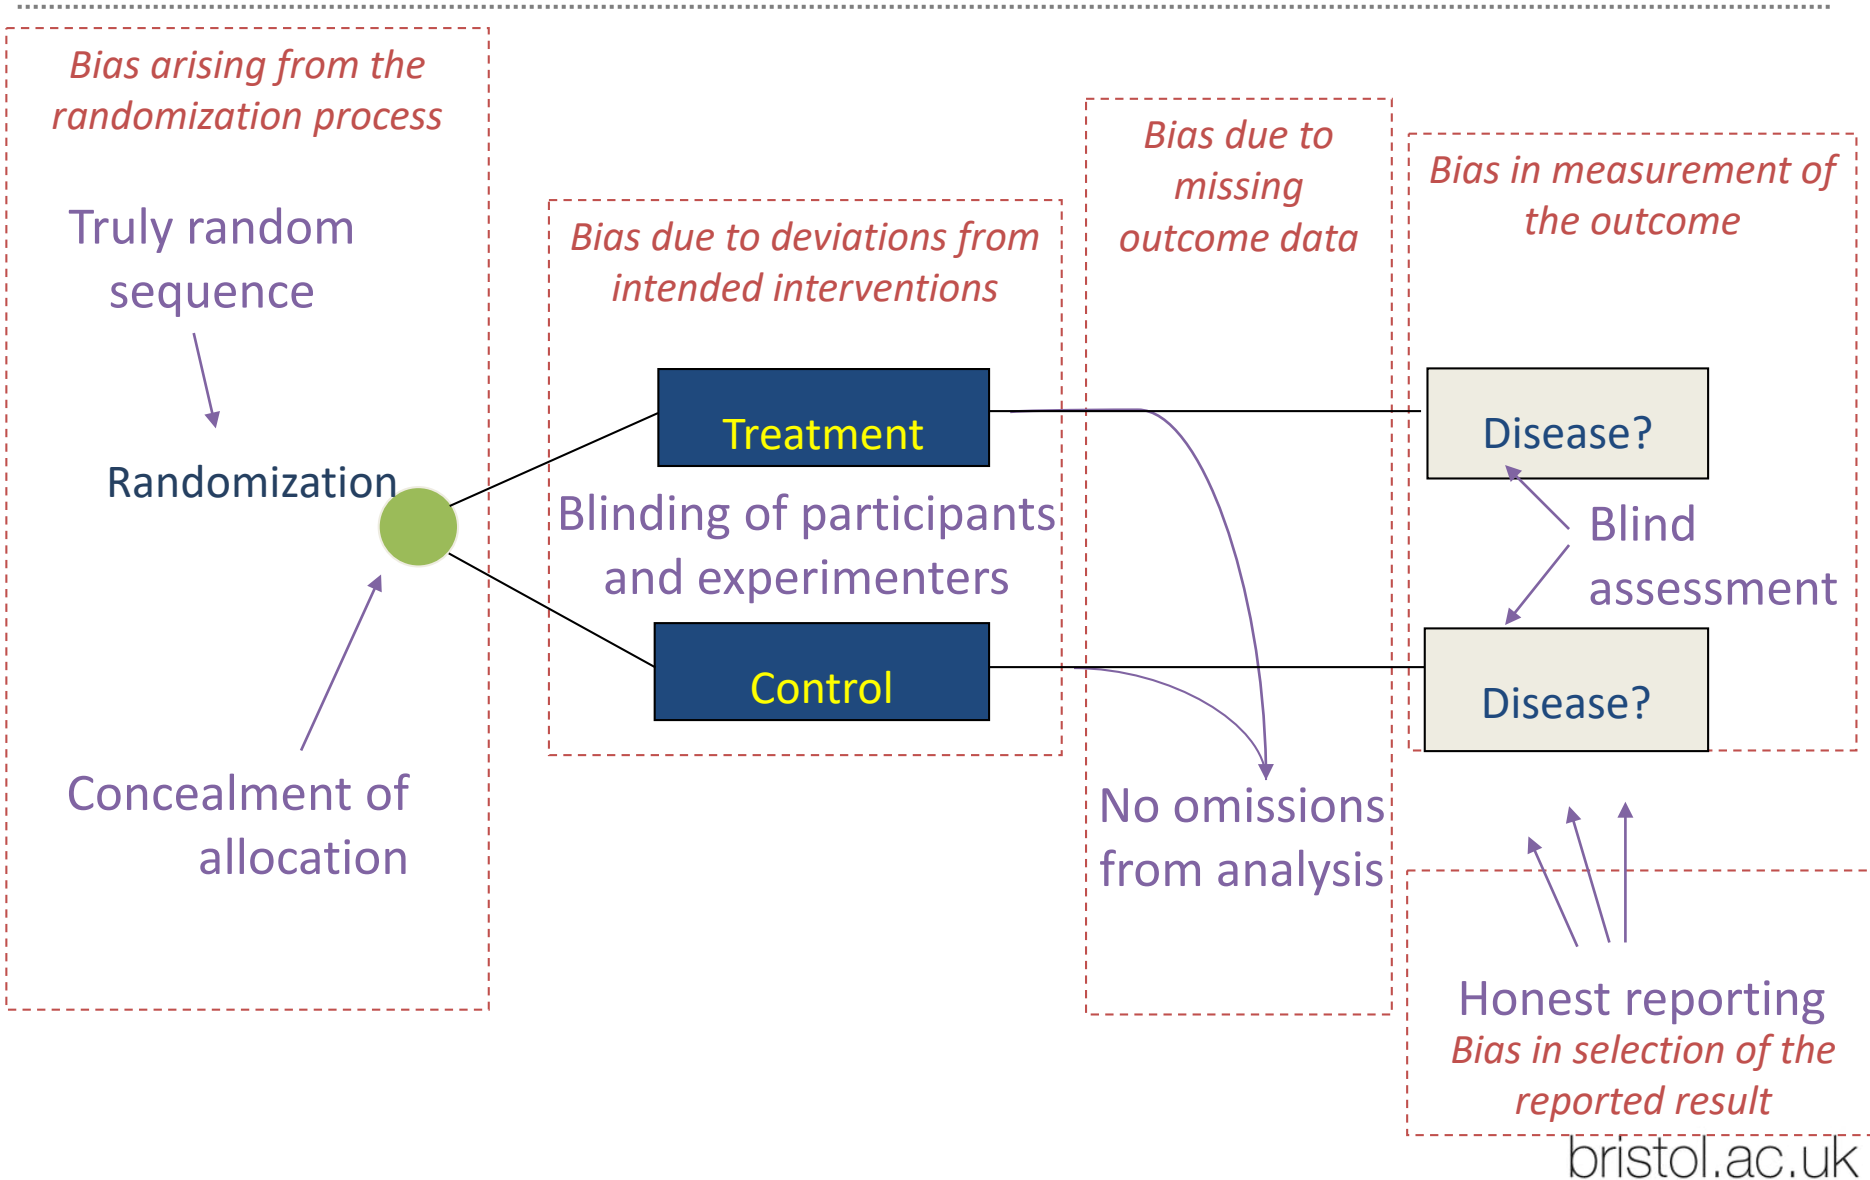 Bias arising from the
randomization process
Truly random
sequence
Randomization
Concealment of
allocation
Bias due to deviations from
intended interventions
Treatment
Blinding of participants
and experimenters
Control
Bias due to
missing
outcome data
No omissions
from analysis
Bias in measurement of
the outcome
Disease?
Blind
assessment
Disease?
Honest reporting
Bias in selection of the
reported result
bristol.ac.uk